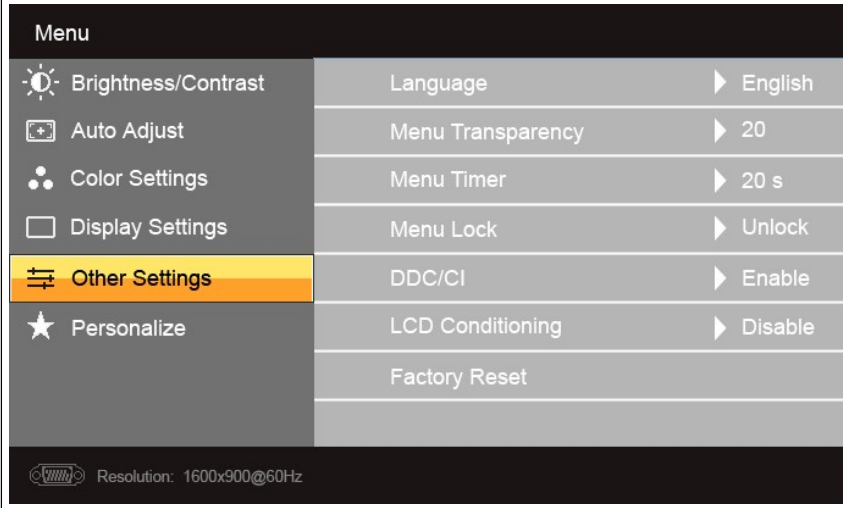 Menu
Brightness/Contrast
Auto Adjust
Color Settings
Display Settings
Other Settings
Personalize
Language English
Menu Transparency 20
Menu Timer 20 s
Menu Lock Unlock
DDC/CI Enable
LCD Conditioning Disable
Factory Reset
Resolution: 1600x900@60Hz